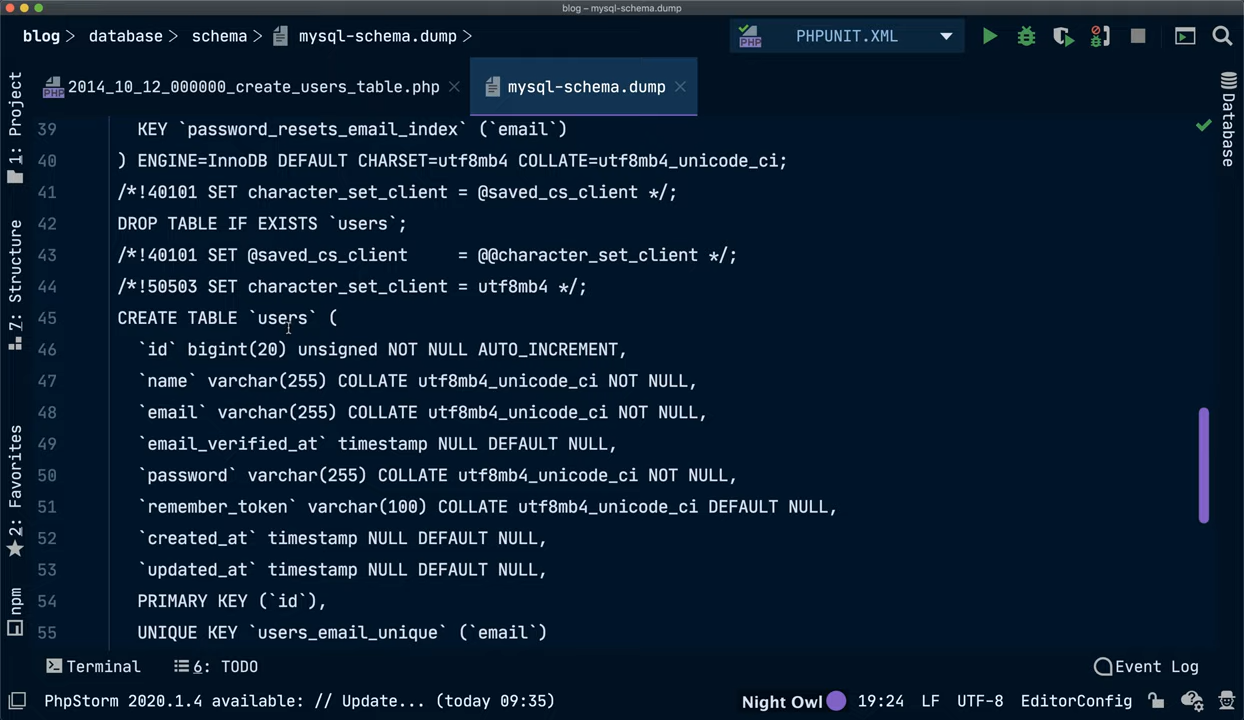 blog – mysql-schema.dump
blog > database > schema > mysql-schema.dump >
PHPUNIT.XML
2014_10_12_000000_create_users_table.php
mysql-schema.dump
1: Project
7: Structure
2: Favorites
npm
Database
39 KEY `password_resets_email_index` (`email`)
40 ) ENGINE=InnoDB DEFAULT CHARSET=utf8mb4 COLLATE=utf8mb4_unicode_ci;
41 /*!40101 SET character_set_client = @saved_cs_client */;
42 DROP TABLE IF EXISTS `users`;
43 /*!40101 SET @saved_cs_client     = @@character_set_client */;
44 /*!50503 SET character_set_client = utf8mb4 */;
45 CREATE TABLE `users` (
46   `id` bigint(20) unsigned NOT NULL AUTO_INCREMENT,
47   `name` varchar(255) COLLATE utf8mb4_unicode_ci NOT NULL,
48   `email` varchar(255) COLLATE utf8mb4_unicode_ci NOT NULL,
49   `email_verified_at` timestamp NULL DEFAULT NULL,
50   `password` varchar(255) COLLATE utf8mb4_unicode_ci NOT NULL,
51   `remember_token` varchar(100) COLLATE utf8mb4_unicode_ci DEFAULT NULL,
52   `created_at` timestamp NULL DEFAULT NULL,
53   `updated_at` timestamp NULL DEFAULT NULL,
54   PRIMARY KEY (`id`),
55   UNIQUE KEY `users_email_unique` (`email`)
Terminal 6: TODO Event Log
PhpStorm 2020.1.4 available: // Update... (today 09:35) Night Owl 19:24 LF UTF-8 EditorConfig